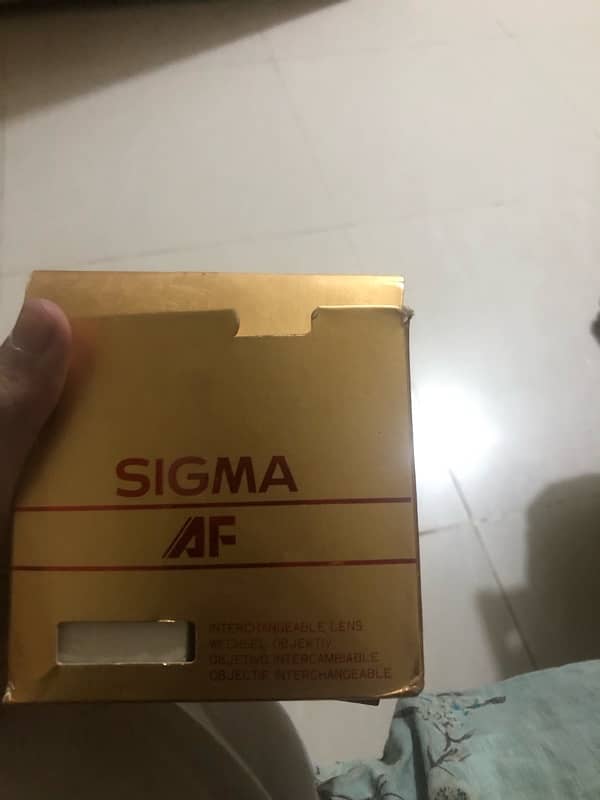 SIGMA
AF
INTERCHANGEABLE LENS
WECHSEL OBJEKTIV
OBJETIVO INTERCAMBIABLE
OBJECTIF INTERCHANGEABLE